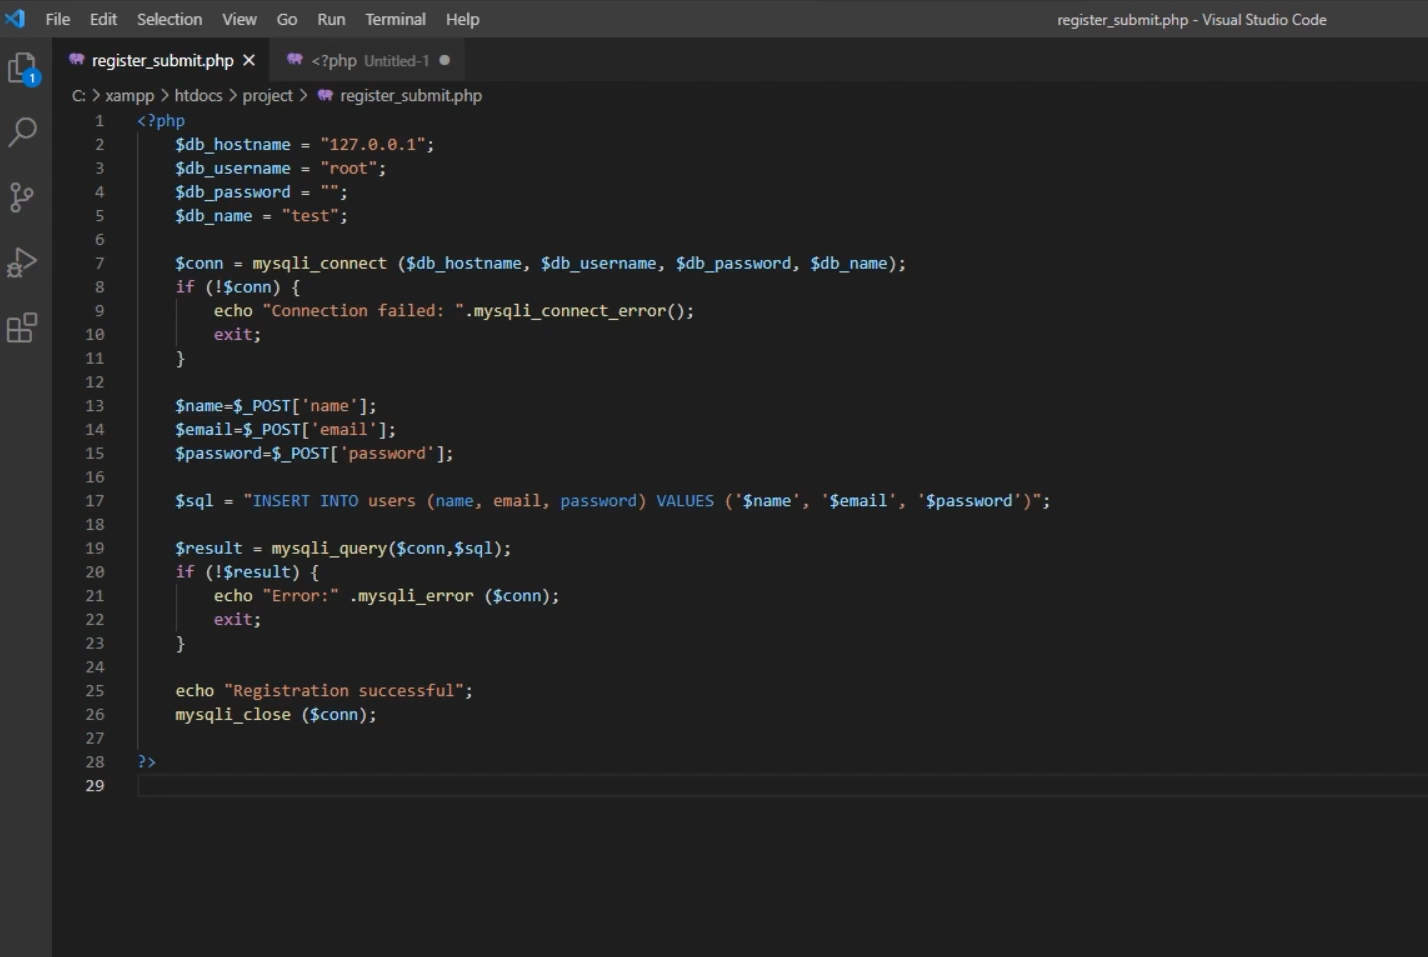 File Edit Selection View Go Run Terminal Help register_submit.php - Visual Studio Code
register_submit.php × <?php Untitled-1 ●
1
C: > xampp > htdocs > project > register_submit.php
1 <?php
2 $db_hostname = "127.0.0.1";
3 $db_username = "root";
4 $db_password = "";
5 $db_name = "test";
6
7 $conn = mysqli_connect ($db_hostname, $db_username, $db_password, $db_name);
8 if (!$conn) {
9 echo "Connection failed: ".mysqli_connect_error();
10 exit;
11 }
12
13 $name=$_POST['name'];
14 $email=$_POST['email'];
15 $password=$_POST['password'];
16
17 $sql = "INSERT INTO users (name, email, password) VALUES ('$name', '$email', '$password')";
18
19 $result = mysqli_query($conn,$sql);
20 if (!$result) {
21 echo "Error:" .mysqli_error ($conn);
22 exit;
23 }
24
25 echo "Registration successful";
26 mysqli_close ($conn);
27
28 ?>
29